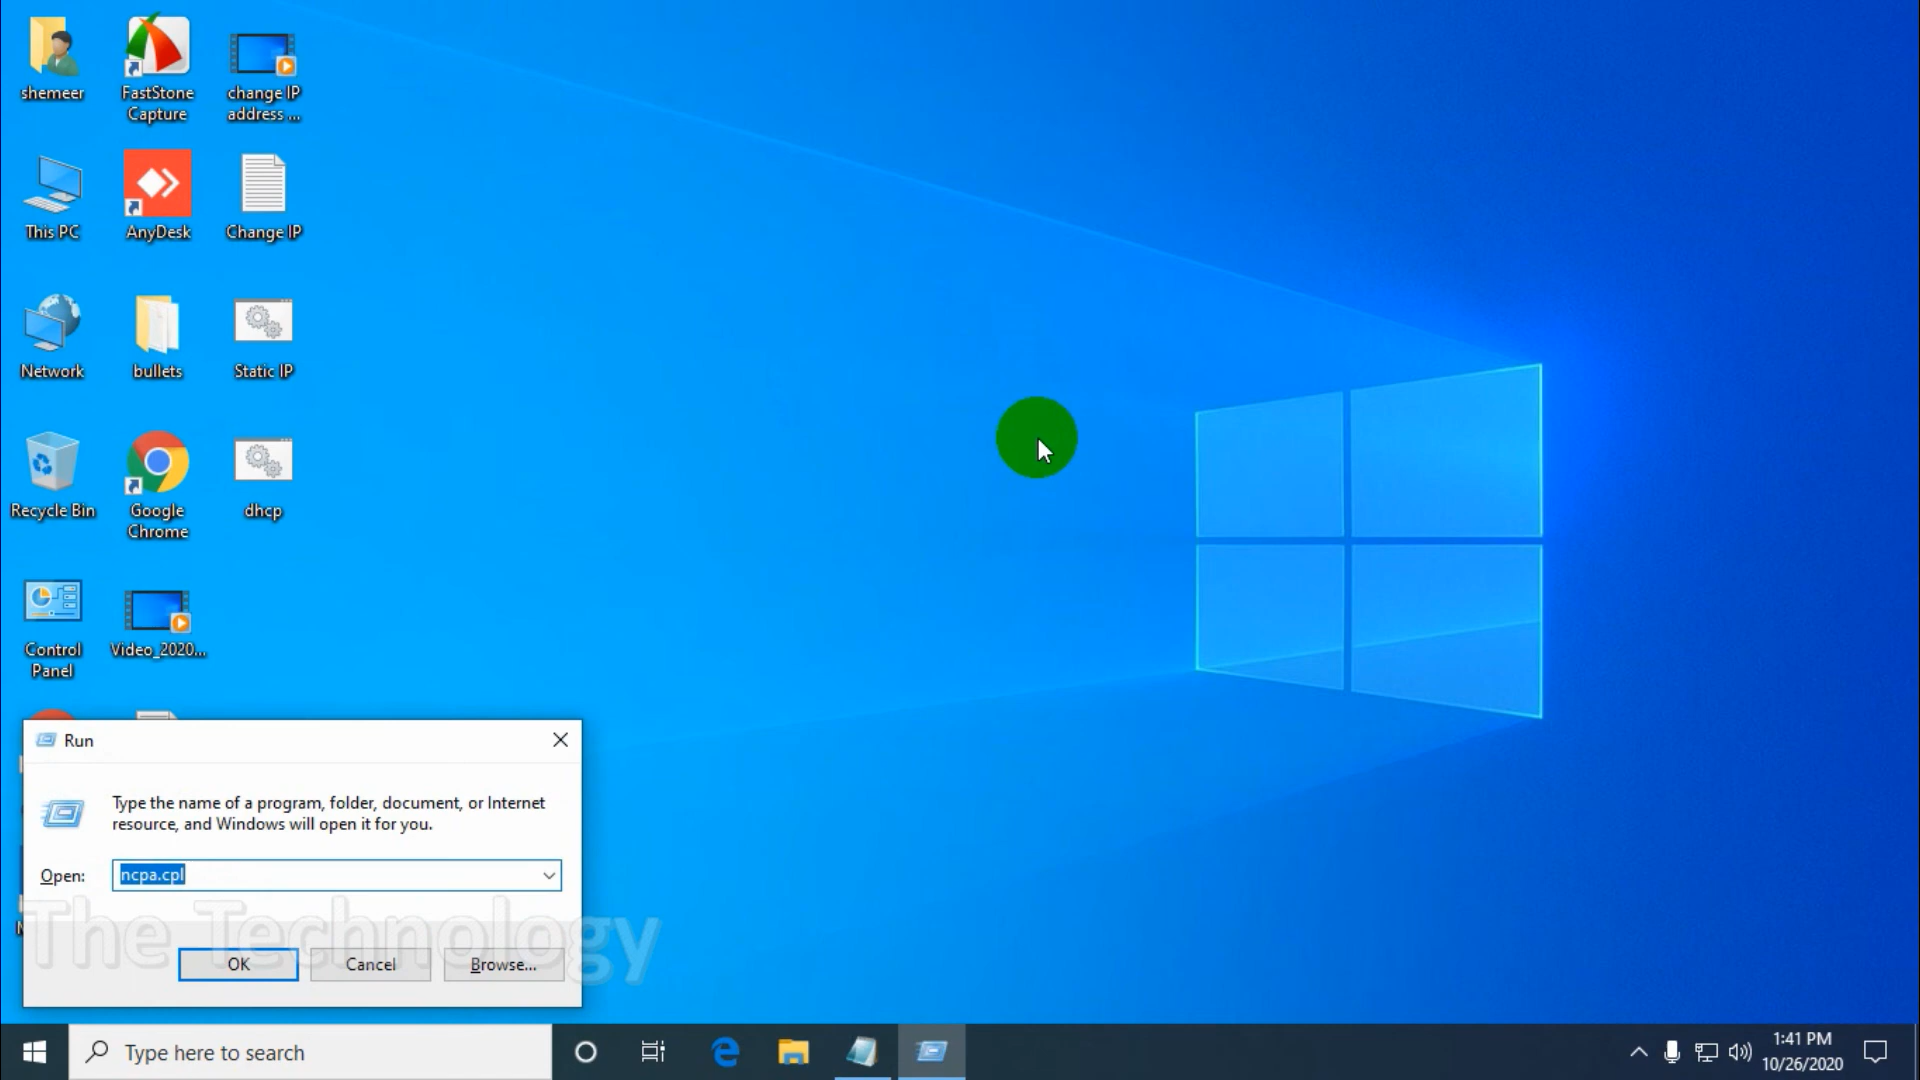 shemeer
FastStone
Capture
change IP
address ...
This PC
AnyDesk
Change IP
Network
bullets
Static IP
Recycle Bin
Google
Chrome
dhcp
Control
Panel
Video_2020...
Run
Type the name of a program, folder, document, or Internet
resource, and Windows will open it for you.
Open:
ncpa.cpl
The Technology
OK
Cancel
Browse...
Type here to search
1:41 PM
10/26/2020